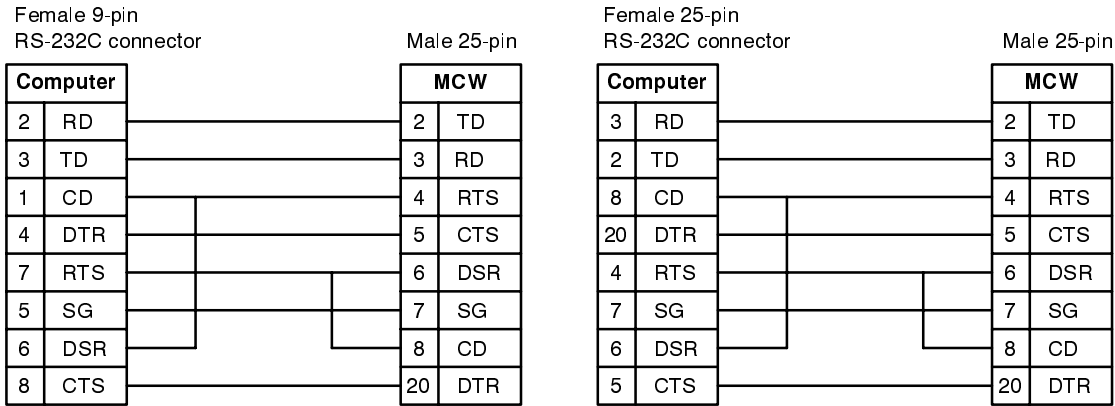 Female 9-pin
RS-232C connector Male 25-pin
Computer MCW
2 RD 2 TD
3 TD 3 RD
1 CD 4 RTS
4 DTR 5 CTS
7 RTS 6 DSR
5 SG 7 SG
6 DSR 8 CD
8 CTS 20 DTR
Female 25-pin
RS-232C connector Male 25-pin
Computer MCW
3 RD 2 TD
2 TD 3 RD
8 CD 4 RTS
20 DTR 5 CTS
4 RTS 6 DSR
7 SG 7 SG
6 DSR 8 CD
5 CTS 20 DTR